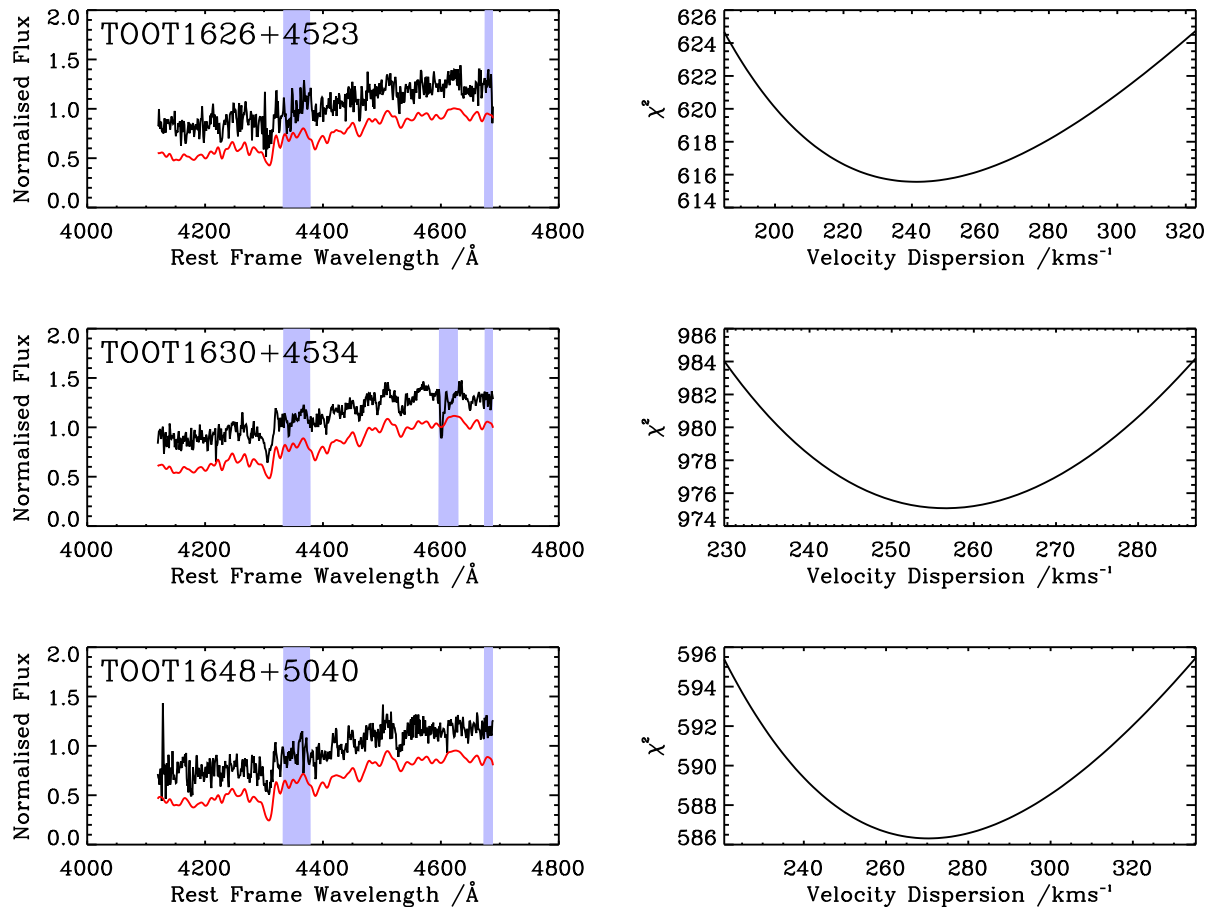 TOOT1626+4523
Normalised Flux
2.0
1.5
1.0
0.5
0.0
4000 4200 4400 4600 4800
Rest Frame Wavelength /Å
χ²
626
624
622
620
618
616
614
200 220 240 260 280 300 320
Velocity Dispersion /kms⁻¹
TOOT1630+4534
Normalised Flux
2.0
1.5
1.0
0.5
0.0
4000 4200 4400 4600 4800
Rest Frame Wavelength /Å
χ²
986
984
982
980
978
976
974
230 240 250 260 270 280
Velocity Dispersion /kms⁻¹
TOOT1648+5040
Normalised Flux
2.0
1.5
1.0
0.5
0.0
4000 4200 4400 4600 4800
Rest Frame Wavelength /Å
χ²
596
594
592
590
588
586
240 260 280 300 320
Velocity Dispersion /kms⁻¹